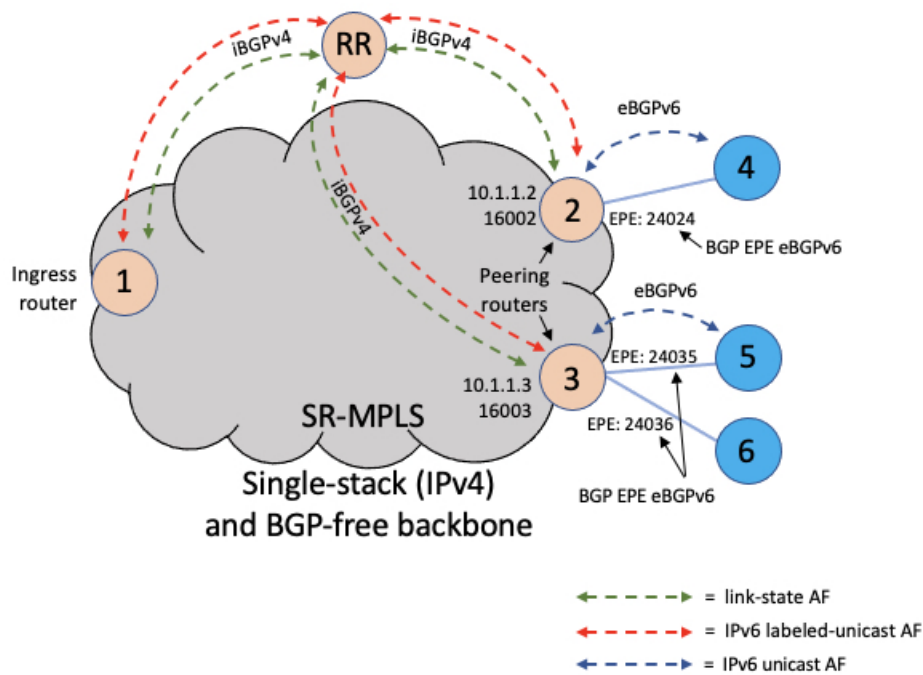 RR
iBGPv4
iBGPv4
eBGPv6
4
iBGPv4
10.1.1.2
16002
2
EPE: 24024
BGP EPE eBGPv6
Ingress
router
1
Peering
routers
eBGPv6
5
EPE: 24035
3
10.1.1.3
16003
EPE: 24036
6
SR-MPLS
BGP EPE eBGPv6
Single-stack (IPv4)
and BGP-free backbone
= link-state AF
= IPv6 labeled-unicast AF
= IPv6 unicast AF